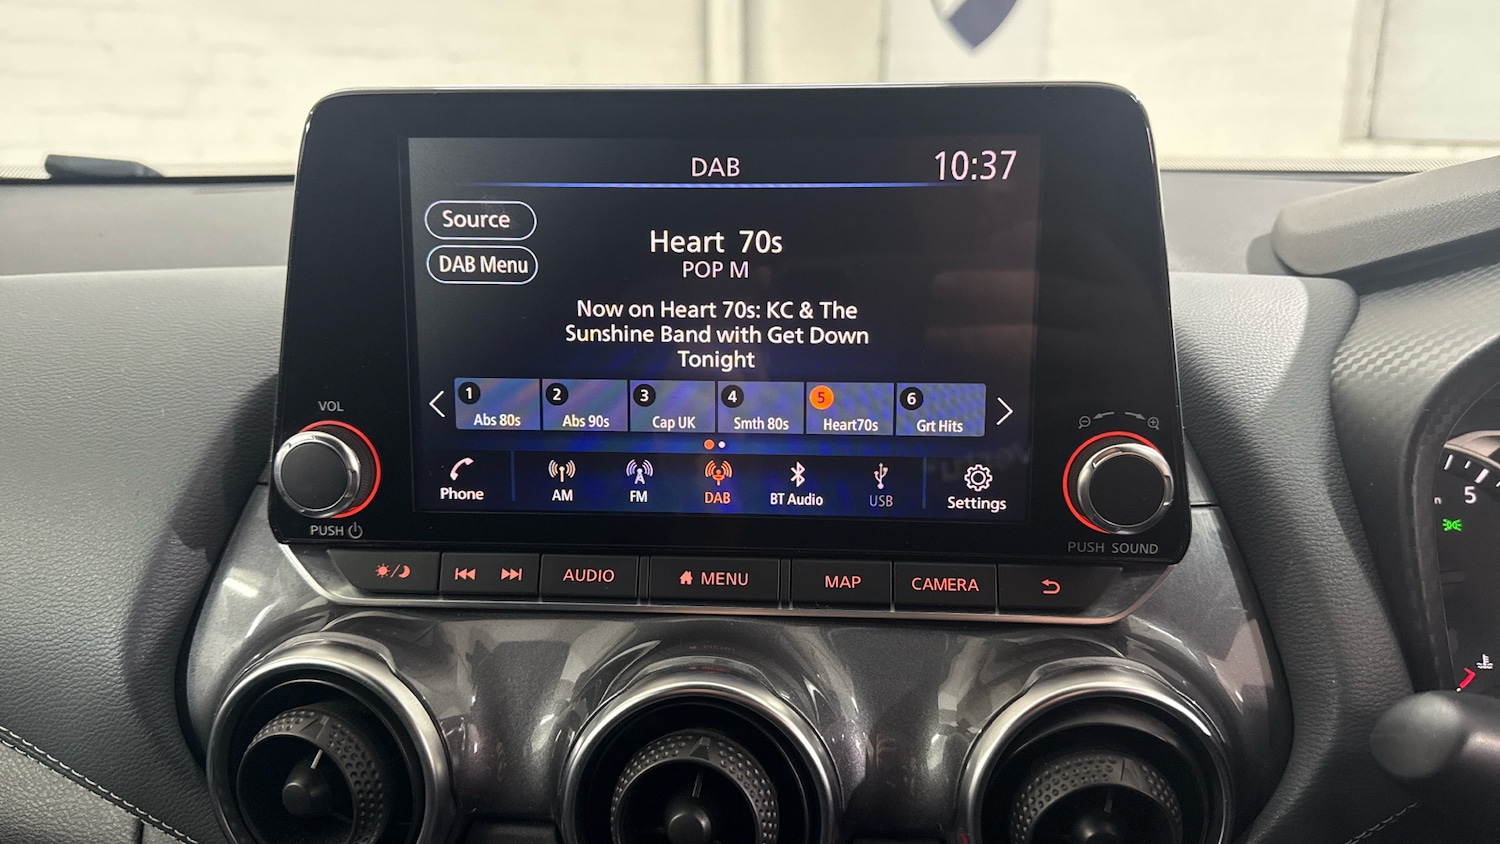 DAB
10:37
Source
DAB Menu
Heart 70s
POP M
Now on Heart 70s: KC & The
Sunshine Band with Get Down
Tonight
1 Abs 80s
2 Abs 90s
3 Cap UK
4 Smth 80s
5 Heart70s
6 Grt Hits
Phone
AM
FM
DAB
BT Audio
USB
Settings
VOL
PUSH
PUSH SOUND
AUDIO
MENU
MAP
CAMERA
5